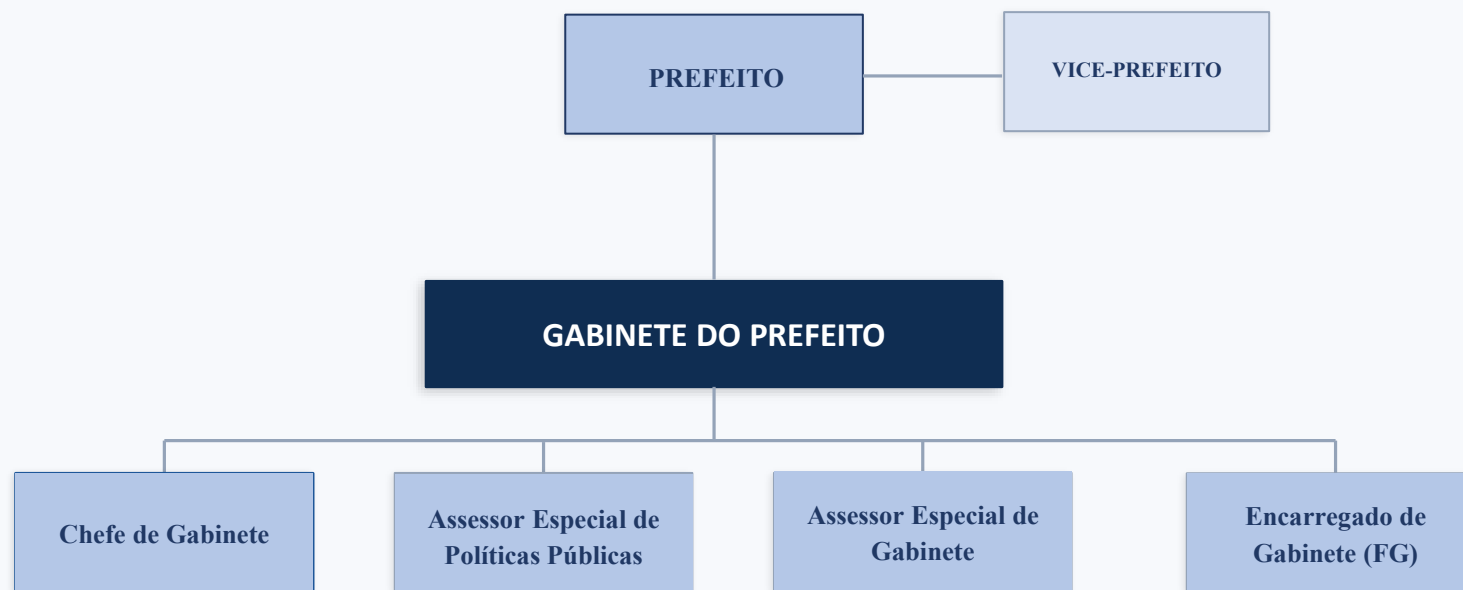 PREFEITO
VICE-PREFEITO
GABINETE DO PREFEITO
Chefe de Gabinete
Assessor Especial de
Políticas Públicas
Assessor Especial de
Gabinete
Encarregado de
Gabinete (FG)